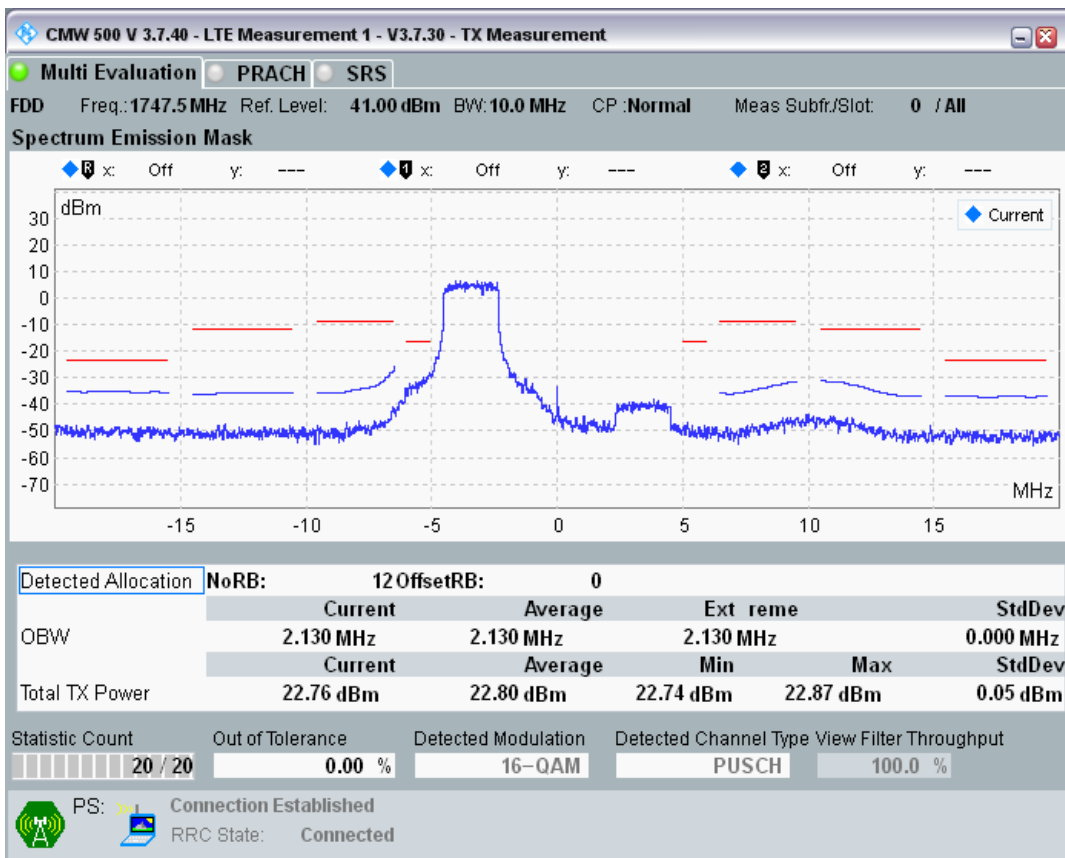 CMW 500 V 3.7.40 - LTE Measurement 1 - V3.7.30 - TX Measurement
Multi Evaluation PRACH SRS
FDD Freq.: 1747.5 MHz Ref. Level: 41.00 dBm BW: 10.0 MHz CP : Normal Meas Subfr./Slot: 0 / All
Spectrum Emission Mask
R x: Off y: --- 1 x: Off y: --- 2 x: Off y: ---
dBm
Current
30
20
10
0
-10
-20
-30
-40
-50
-60
-70
MHz
-15 -10 -5 0 5 10 15
Detected Allocation NoRB: 12 OffsetRB: 0
Current Average Ext reme StdDev
OBW 2.130 MHz 2.130 MHz 2.130 MHz 0.000 MHz
Current Average Min Max StdDev
Total TX Power 22.76 dBm 22.80 dBm 22.74 dBm 22.87 dBm 0.05 dBm
Statistic Count Out of Tolerance Detected Modulation Detected Channel Type View Filter Throughput
20 / 20 0.00 % 16-QAM PUSCH 100.0 %
PS: Connection Established
RRC State: Connected